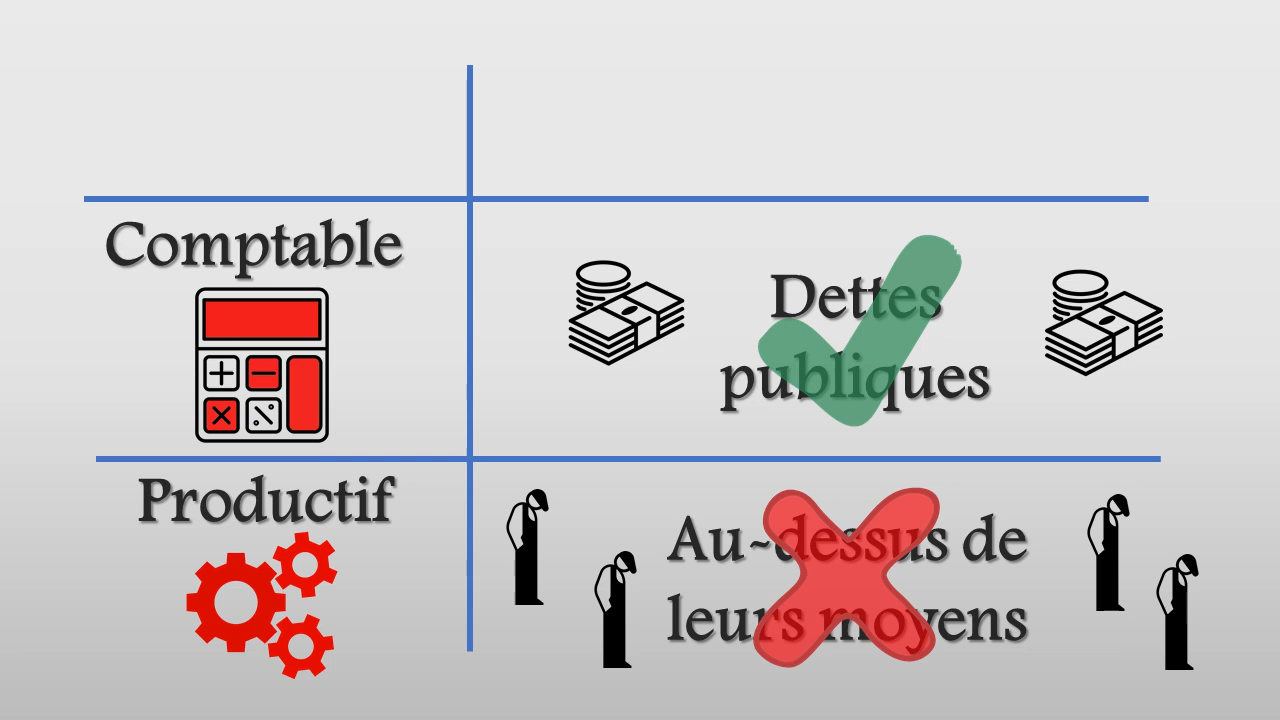 Comptable
Dettes
publiques
Productif
Au-dessus de
leurs moyens